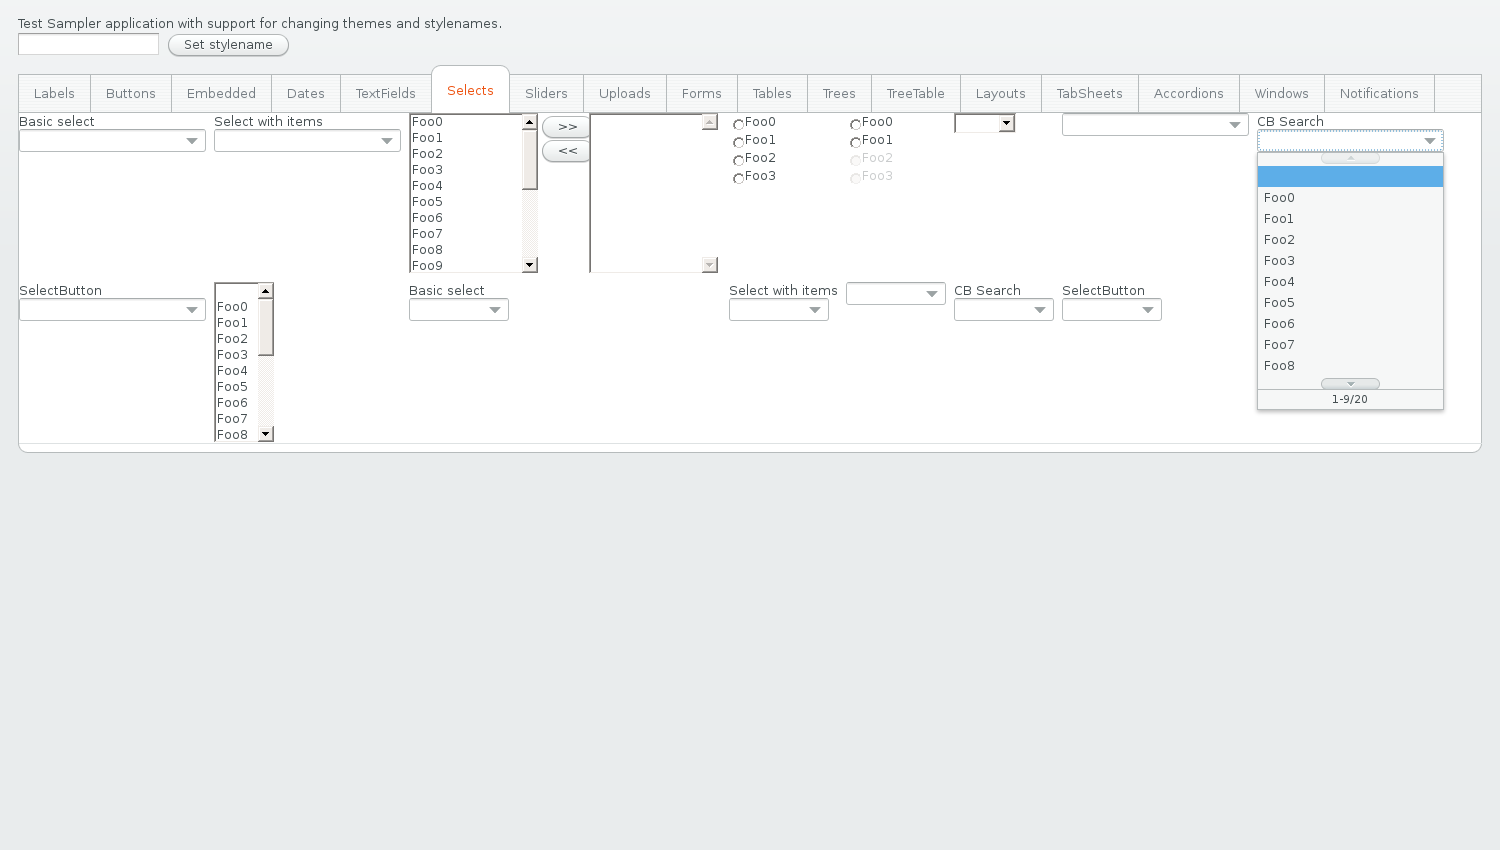 Test Sampler application with support for changing themes and stylenames.
Set stylename
Labels Buttons Embedded Dates TextFields Selects Sliders Uploads Forms Tables Trees TreeTable Layouts TabSheets Accordions Windows Notifications
Basic select
Select with items
Foo0
Foo1
Foo2
Foo3
Foo4
Foo5
Foo6
Foo7
Foo8
Foo9
>>
<<
Foo0
Foo1
Foo2
Foo3
Foo0
Foo1
Foo2
Foo3
CB Search
Foo0
Foo1
Foo2
Foo3
Foo4
Foo5
Foo6
Foo7
Foo8
1-9/20
SelectButton
Foo0
Foo1
Foo2
Foo3
Foo4
Foo5
Foo6
Foo7
Foo8
Basic select
Select with items
CB Search
SelectButton